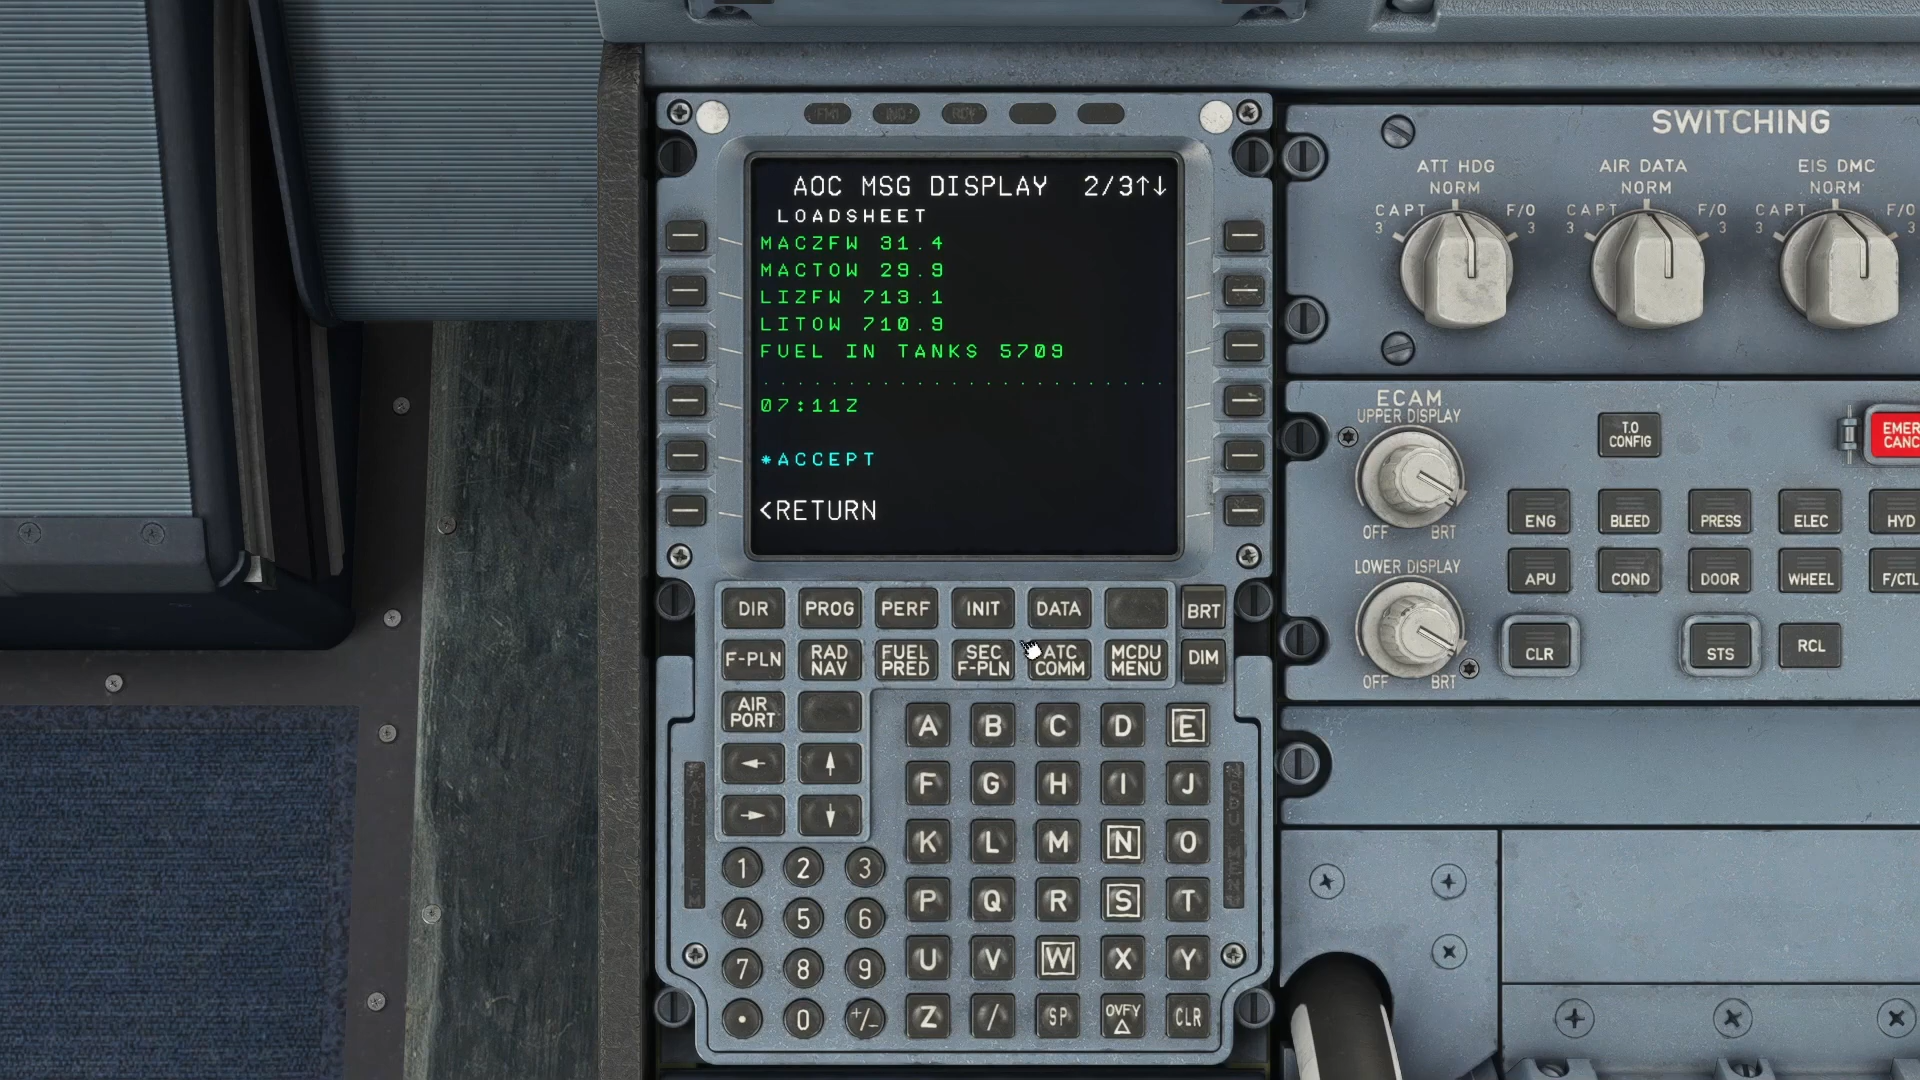 AOC MSG DISPLAY 2/3↑↓
LOADSHEET
MACZFW 31.4
MACTOW 29.9
LIZFW 713.1
LITOW 710.9
FUEL IN TANKS 5709
........................
07:11Z
*ACCEPT
<RETURN
DIR PROG PERF INIT DATA BRT
F-PLN RAD NAV FUEL PRED SEC F-PLN ATC COMM MCDU MENU DIM
AIR PORT
← ↑
→ ↓
A B C D E
F G H I J
K L M N O
P Q R S T
U V W X Y
Z / SP OVFY △ CLR
1 2 3
4 5 6
7 8 9
. 0 +/-
SWITCHING
ATT HDG AIR DATA EIS DMC
NORM NORM NORM
CAPT F/O CAPT F/O CAPT F/O
3 3 3 3 3 3
ECAM
UPPER DISPLAY
OFF BRT
LOWER DISPLAY
OFF BRT
T.O CONFIG
EMER
CANC
ENG BLEED PRESS ELEC HYD
APU COND DOOR WHEEL F/CTL
CLR STS RCL